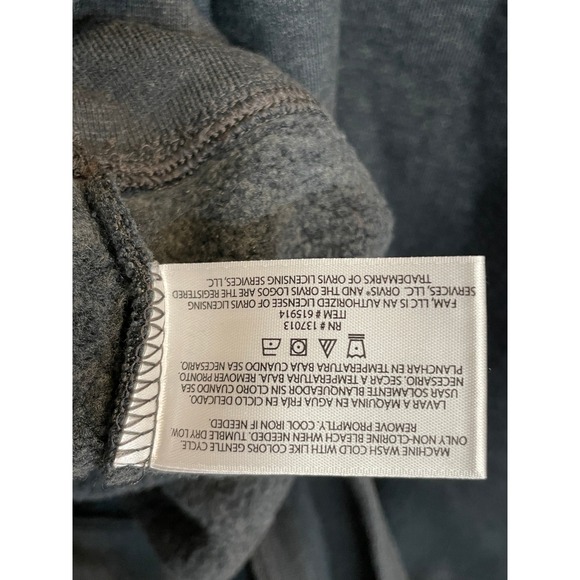 MACHINE WASH COLD WITH GENTLE CYCLE
COLORS WITH LIKE COLORS
ONLY NON-CLORINE BLEACH WHEN NEEDED, TUMBLE DRY LOW.
REMOVE PROMPTLY. COOL IRON IF NEEDED.
LAVAR A MÁQUINA EN AGUA FRÍA EN CICLO DELICADO.
USAR SOLAMENTE BLANQUEADOR SIN CLORO CUANDO SEA
NECESARIO. SECAR A TEMPERATURA BAJA. REMOVER PRONTO.
PLANCHAR EN TEMPERATURA BAJA CUANDO SEA NECESARIO.
RN # 137013
ITEM # 615914
FAM, LLC IS AN AUTHORIZED LICENSEE OF ORVIS LICENSING SERVICES,
LLC. ORVIS® AND THE ORVIS LOGOS ARE THE REGISTERED
TRADEMARKS OF ORVIS LICENSING SERVICES, LLC.